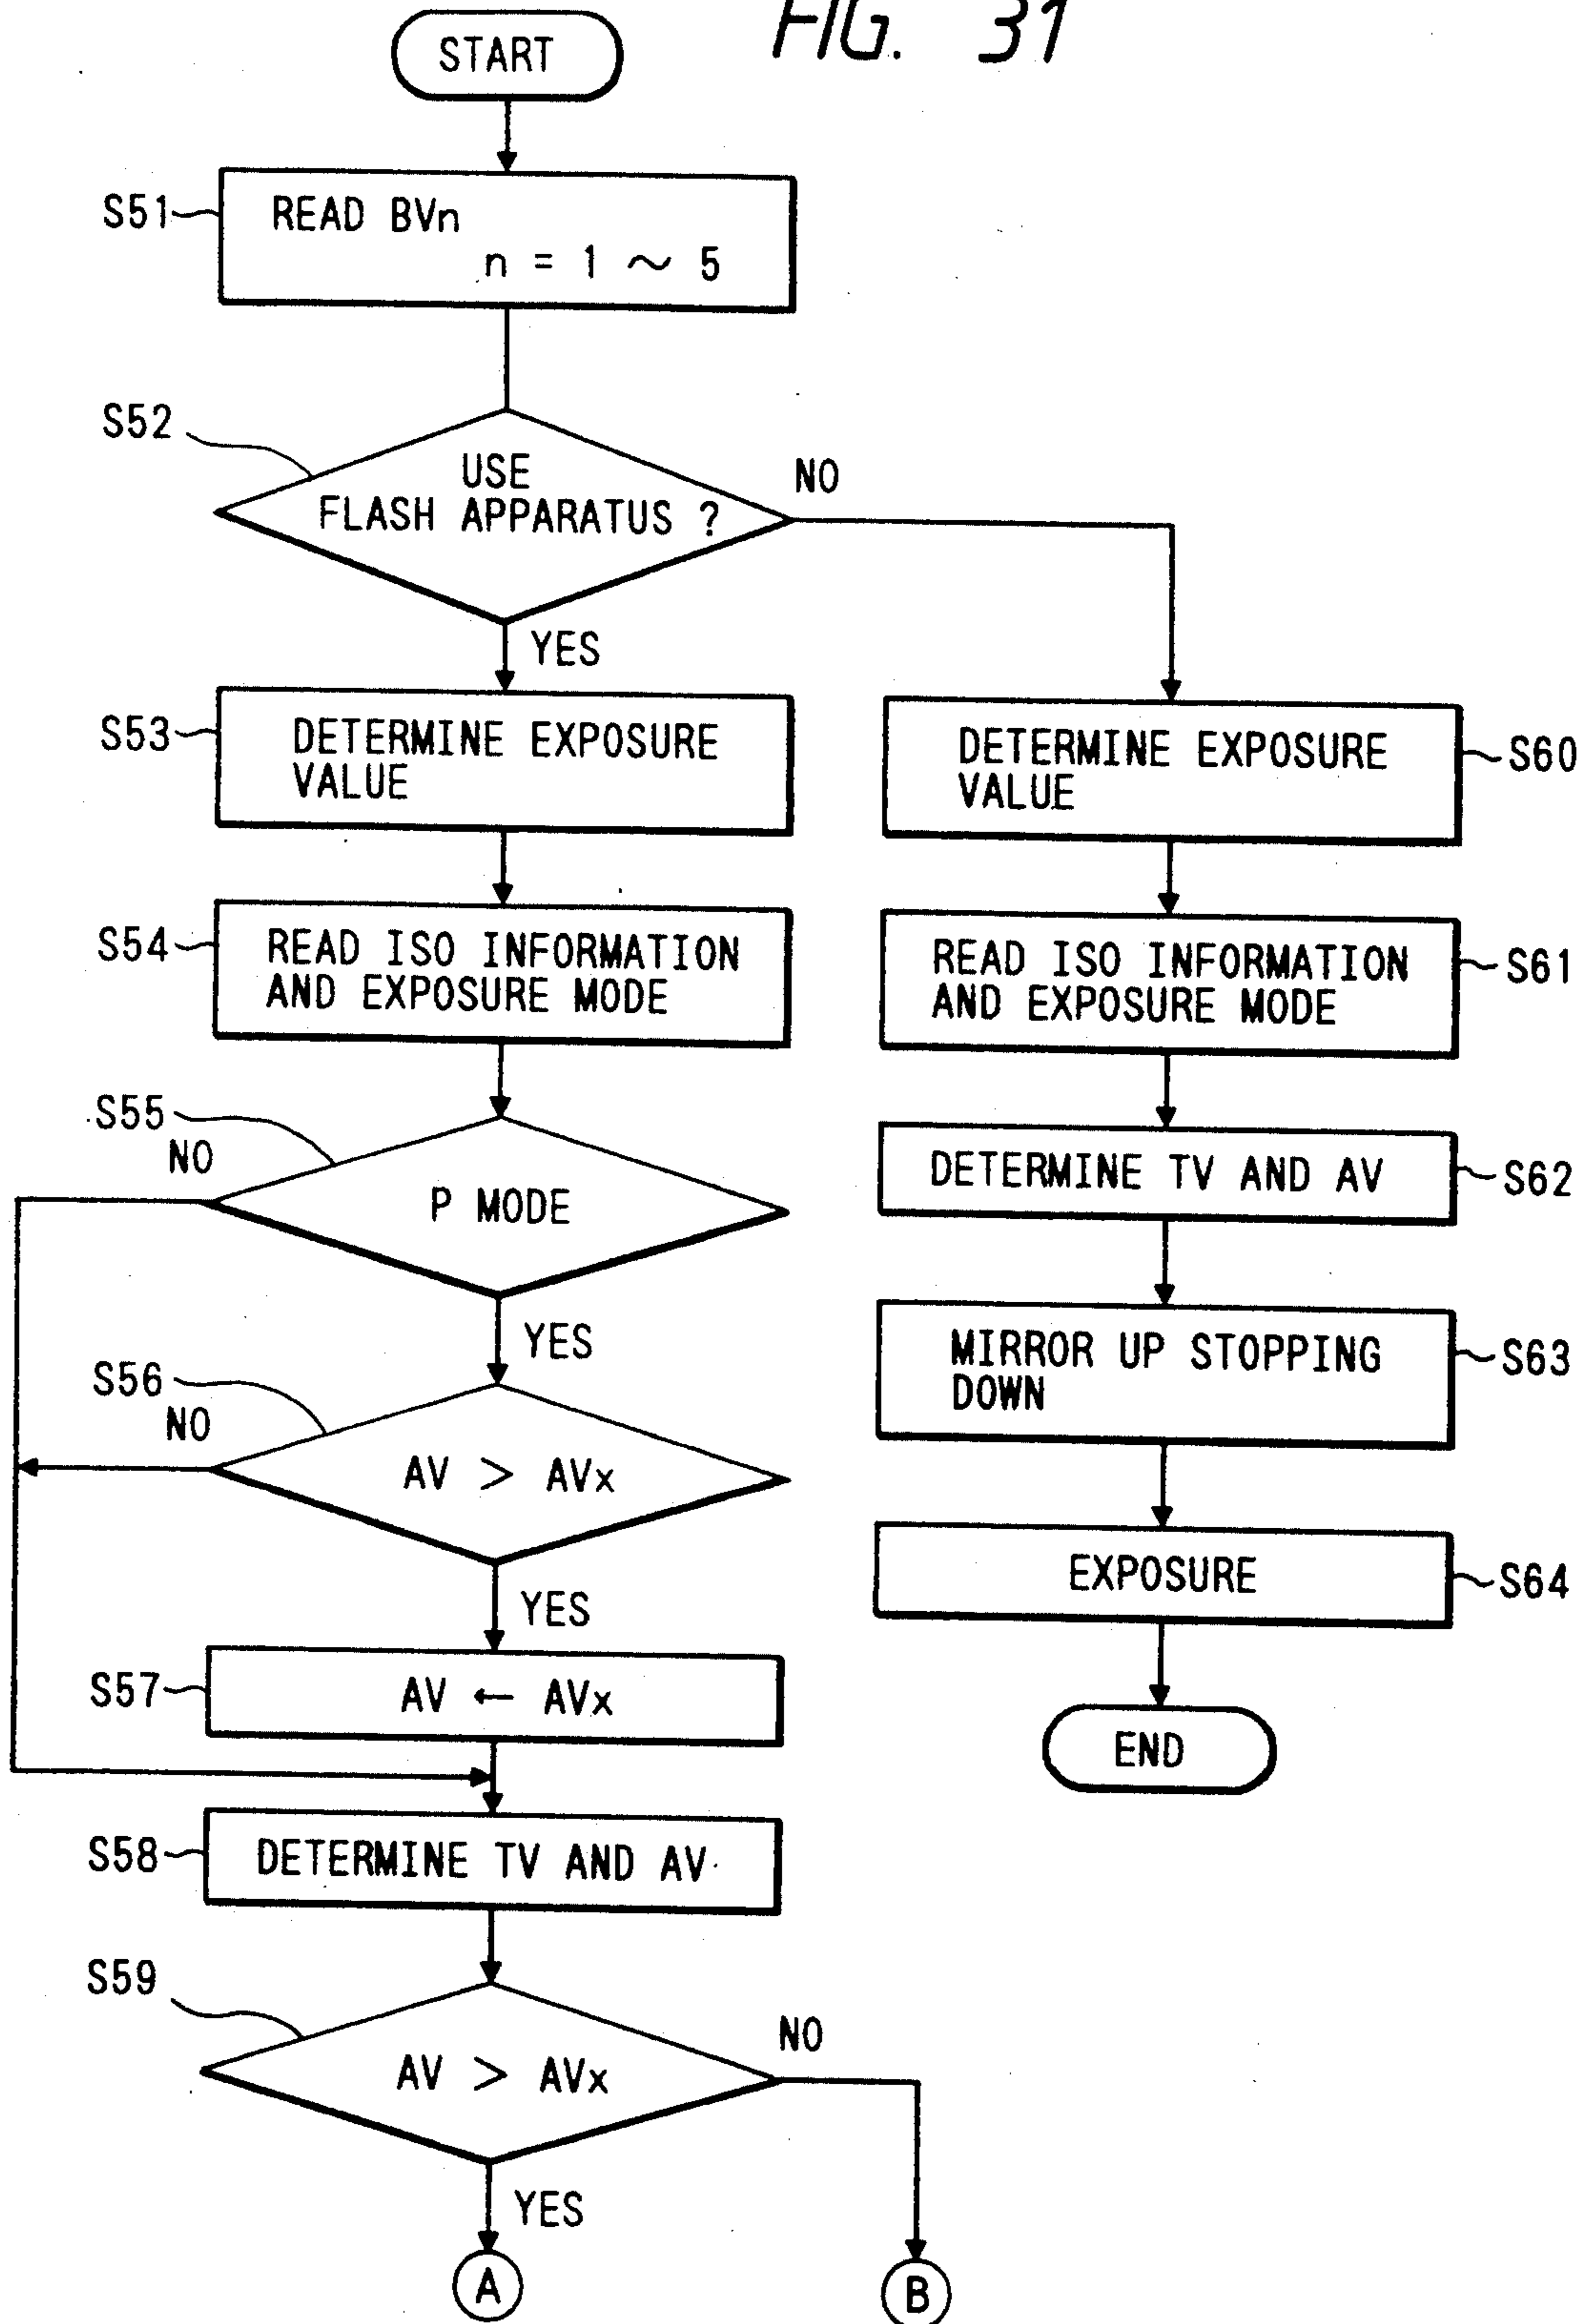 FIG. 31
START
S51
READ BVn
n = 1 ~ 5
S52
USE
FLASH APPARATUS ?
NO
YES
S53
DETERMINE EXPOSURE
VALUE
S60
DETERMINE EXPOSURE
VALUE
S54
READ ISO INFORMATION
AND EXPOSURE MODE
S61
READ ISO INFORMATION
AND EXPOSURE MODE
S55
NO
P MODE
YES
S62
DETERMINE TV AND AV
S56
NO
AV > AVx
YES
S63
MIRROR UP STOPPING
DOWN
S64
EXPOSURE
S57
AV ← AVx
END
S58
DETERMINE TV AND AV
S59
AV > AVx
NO
YES
A
B